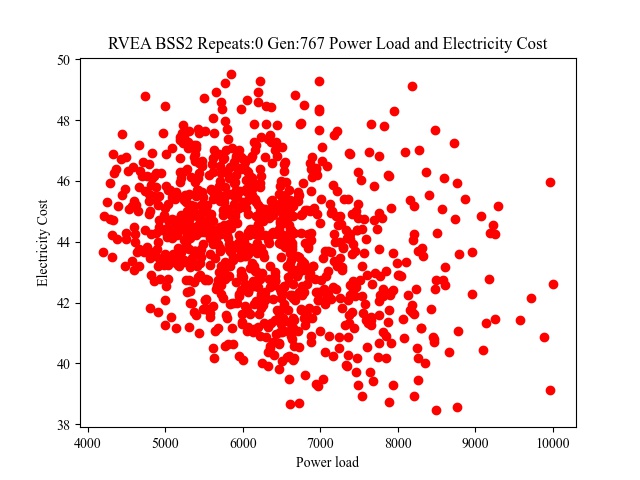 RVEA BSS2 Repeats:0 Gen:767 Power Load and Electricity Cost
50
48
46
44
42
40
38
Electricity Cost
4000 5000 6000 7000 8000 9000 10000
Power load